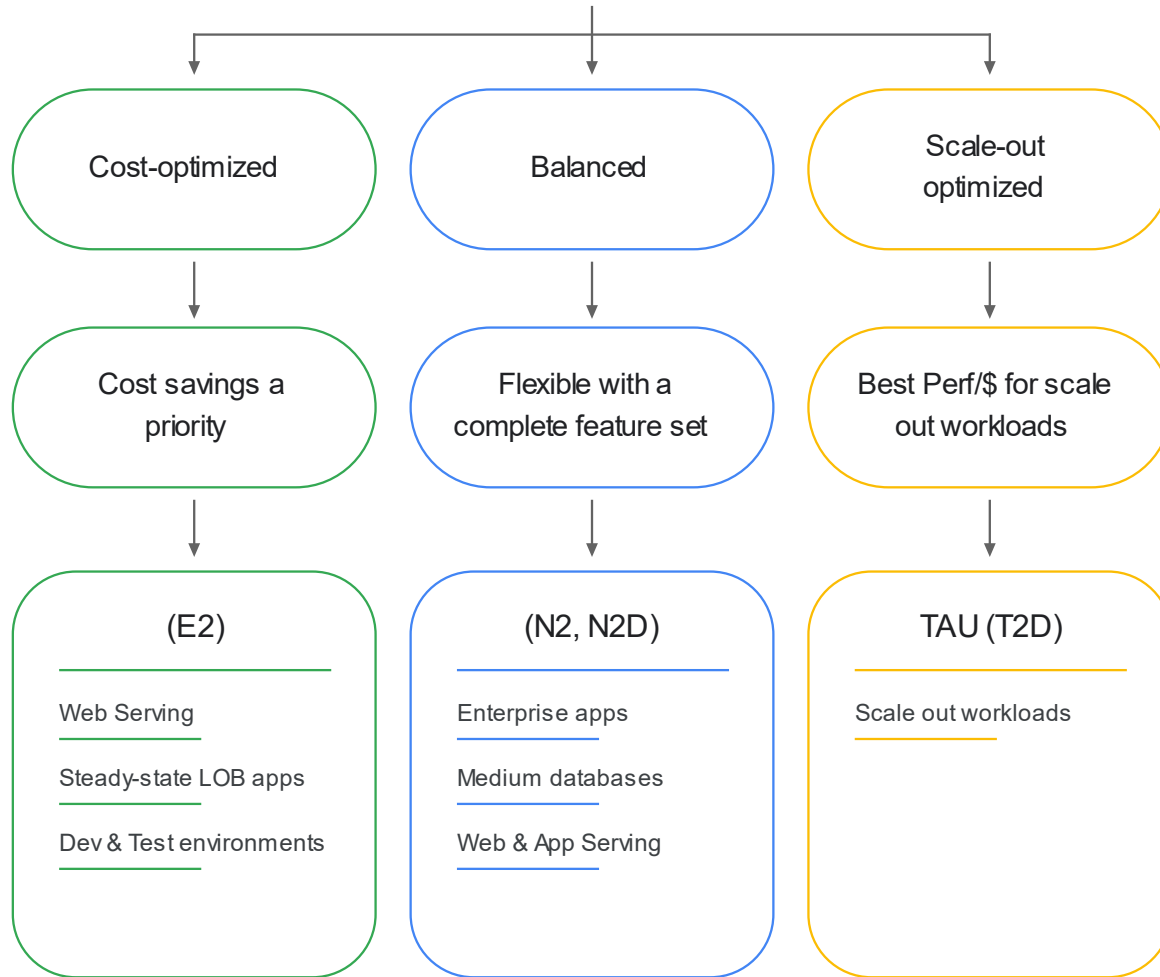 Cost-optimized
Balanced
Scale-out
optimized
Cost savings a
priority
Flexible with a
complete feature set
Best Perf/$ for scale
out workloads
(E2)
Web Serving
Steady-state LOB apps
Dev & Test environments
(N2, N2D)
Enterprise apps
Medium databases
Web & App Serving
TAU (T2D)
Scale out workloads